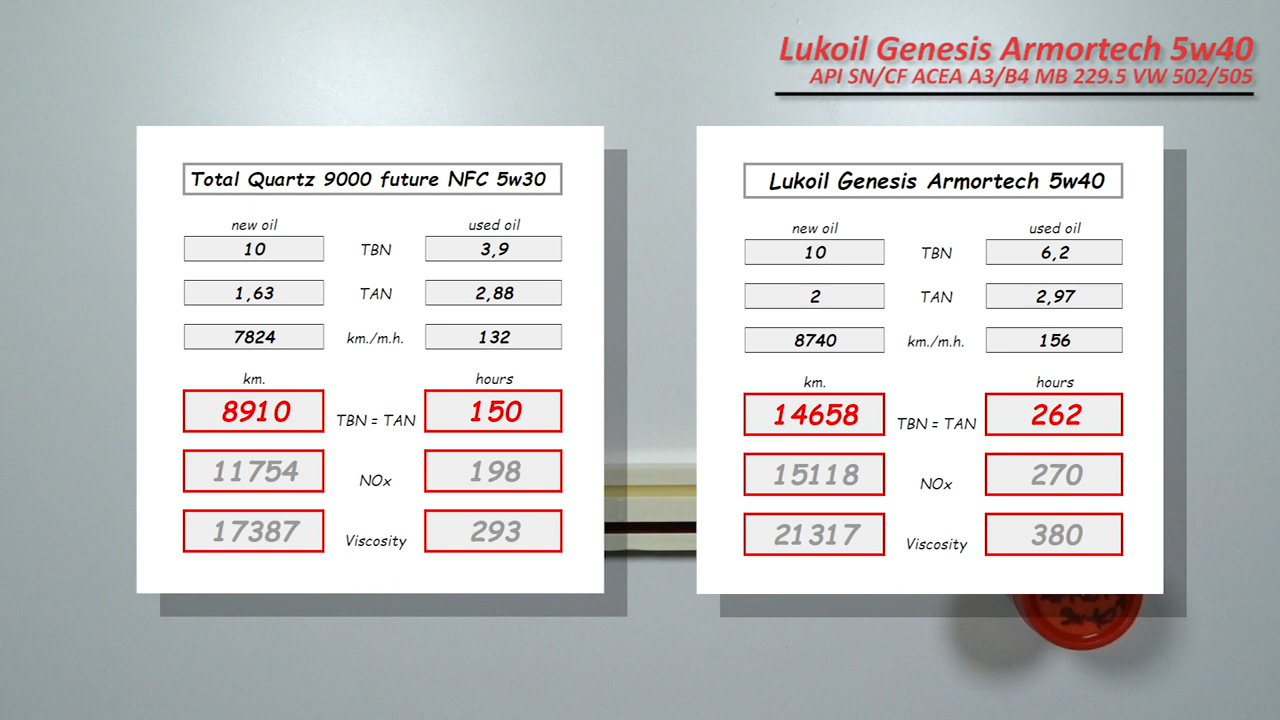 Lukoil Genesis Armortech 5w40
API SN/CF ACEA A3/B4 MB 229.5 VW 502/505
Total Quartz 9000 future NFC 5w30
new oil used oil
10 TBN 3,9
1,63 TAN 2,88
7824 km./m.h. 132
km. hours
8910 TBN = TAN 150
11754 NOx 198
17387 Viscosity 293
Lukoil Genesis Armortech 5w40
new oil used oil
10 TBN 6,2
2 TAN 2,97
8740 km./m.h. 156
km. hours
14658 TBN = TAN 262
15118 NOx 270
21317 Viscosity 380